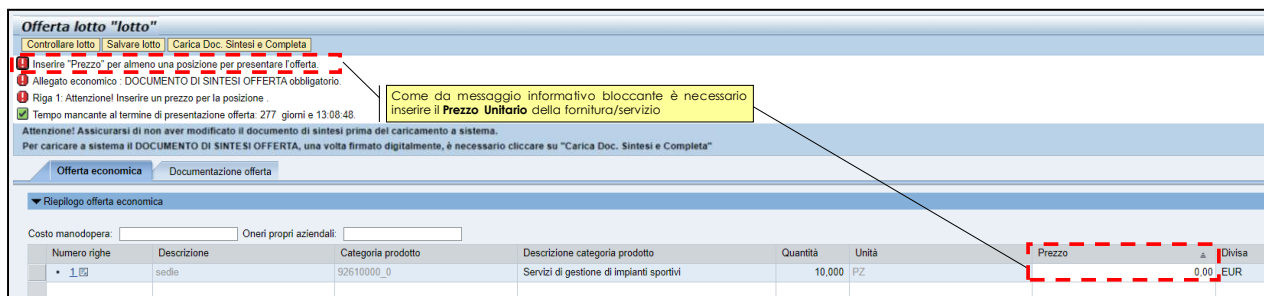 Offerta lotto "lotto"
Controllare lotto Salvare lotto Carica Doc. Sintesi e Completa
Inserire "Prezzo" per almeno una posizione per presentare l'offerta.
Allegato economico : DOCUMENTO DI SINTESI OFFERTA obbligatorio.
Riga 1: Attenzione! Inserire un prezzo per la posizione .
Tempo mancante al termine di presentazione offerta: 277 giorni e 13:08:48.
Come da messaggio informativo bloccante è necessario
inserire il Prezzo Unitario della fornitura/servizio
Attenzione! Assicurarsi di non aver modificato il documento di sintesi prima del caricamento a sistema.
Per caricare a sistema il DOCUMENTO DI SINTESI OFFERTA, una volta firmato digitalmente, è necessario cliccare su "Carica Doc. Sintesi e Completa"
Offerta economica Documentazione offerta
Riepilogo offerta economica
Costo manodopera: Oneri propri aziendali:
Numero righe Descrizione Categoria prodotto Descrizione categoria prodotto Quantità Unità Prezzo Divisa
• 1 sedie 92610000_0 Servizi di gestione di impianti sportivi 10,000 PZ 0,00 EUR